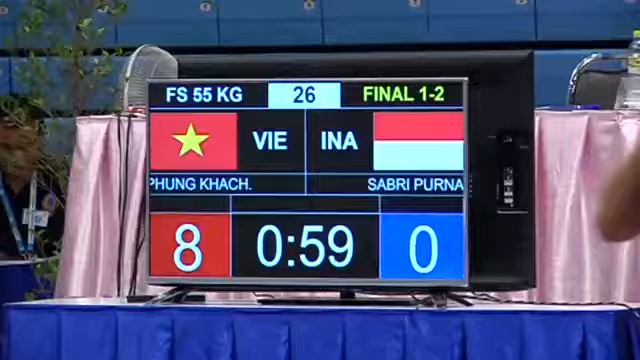 FS 55 KG 26 FINAL 1-2
VIE INA
PHUNG KHACH. SABRI PURNA
8 0:59 0